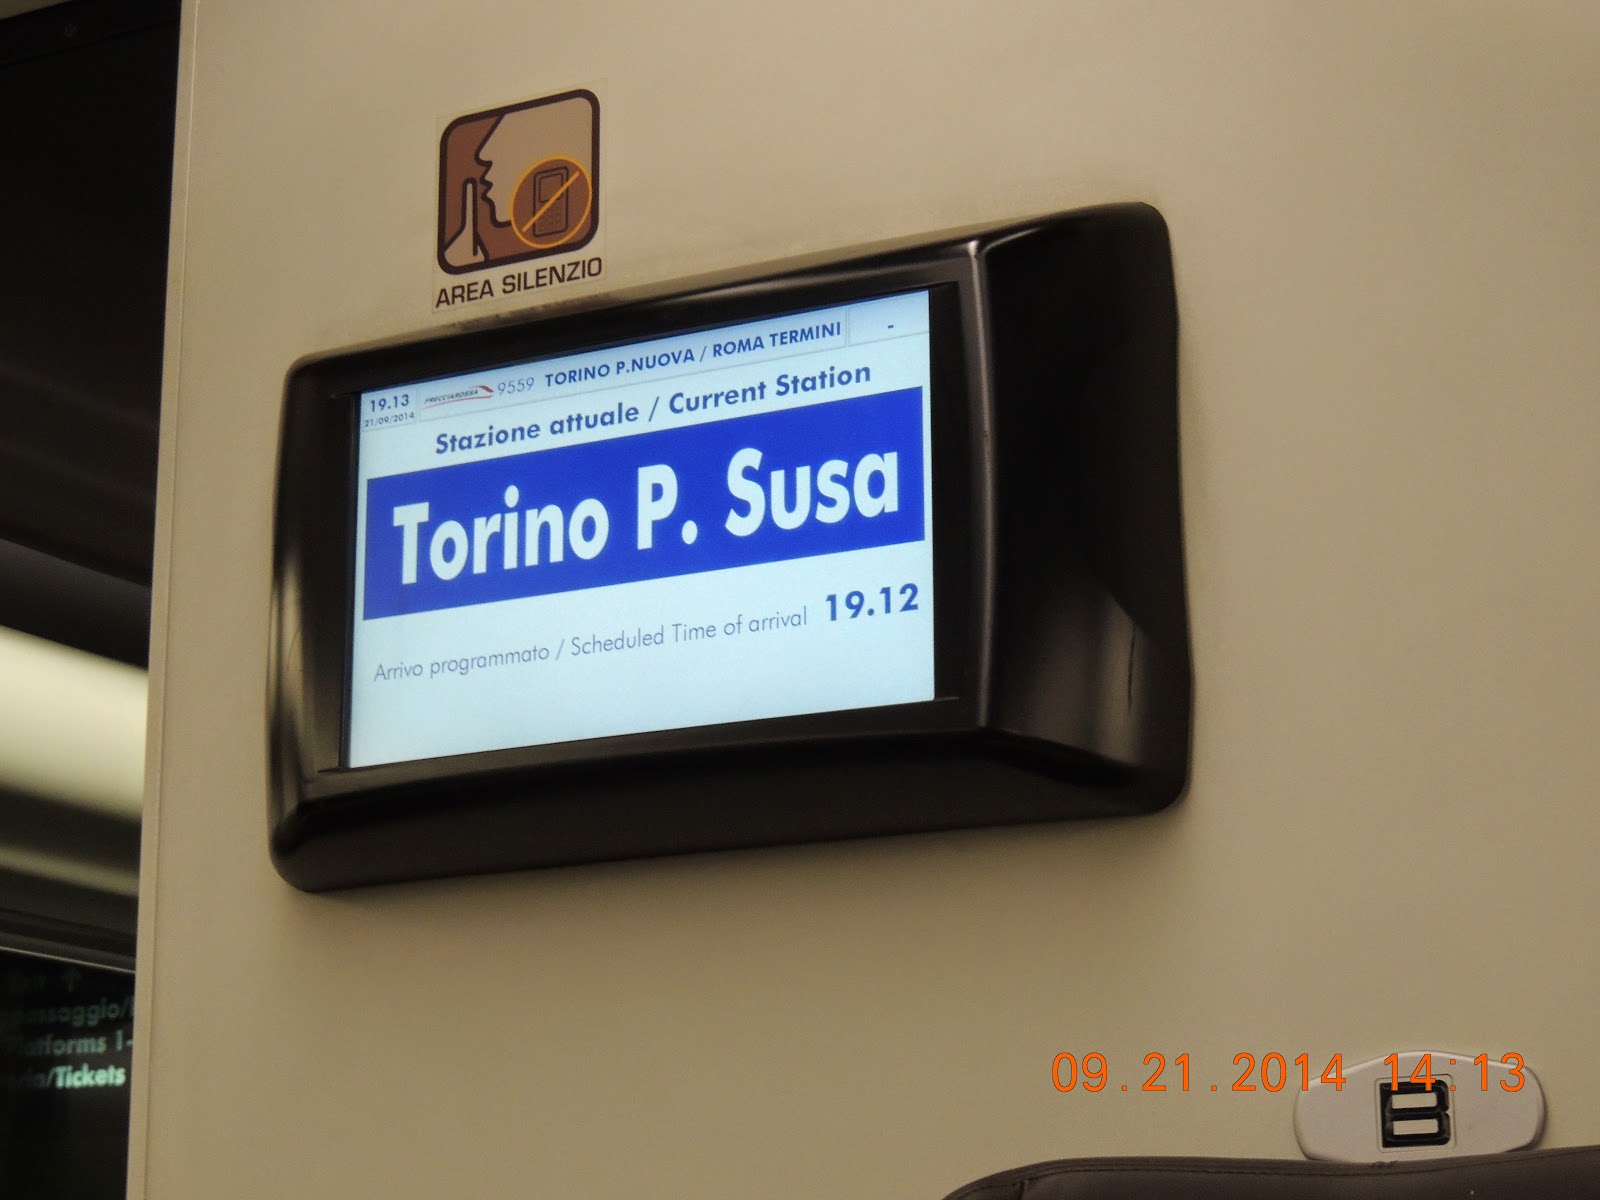 AREA SILENZIO
19.13 FRECCIAROSSA 9559 TORINO P.NUOVA / ROMA TERMINI -
21/09/2014
Stazione attuale / Current Station
Torino P. Susa
Arrivo programmato / Scheduled Time of arrival 19.12
Platforms 1-
/Tickets
09.21.2014 14:13